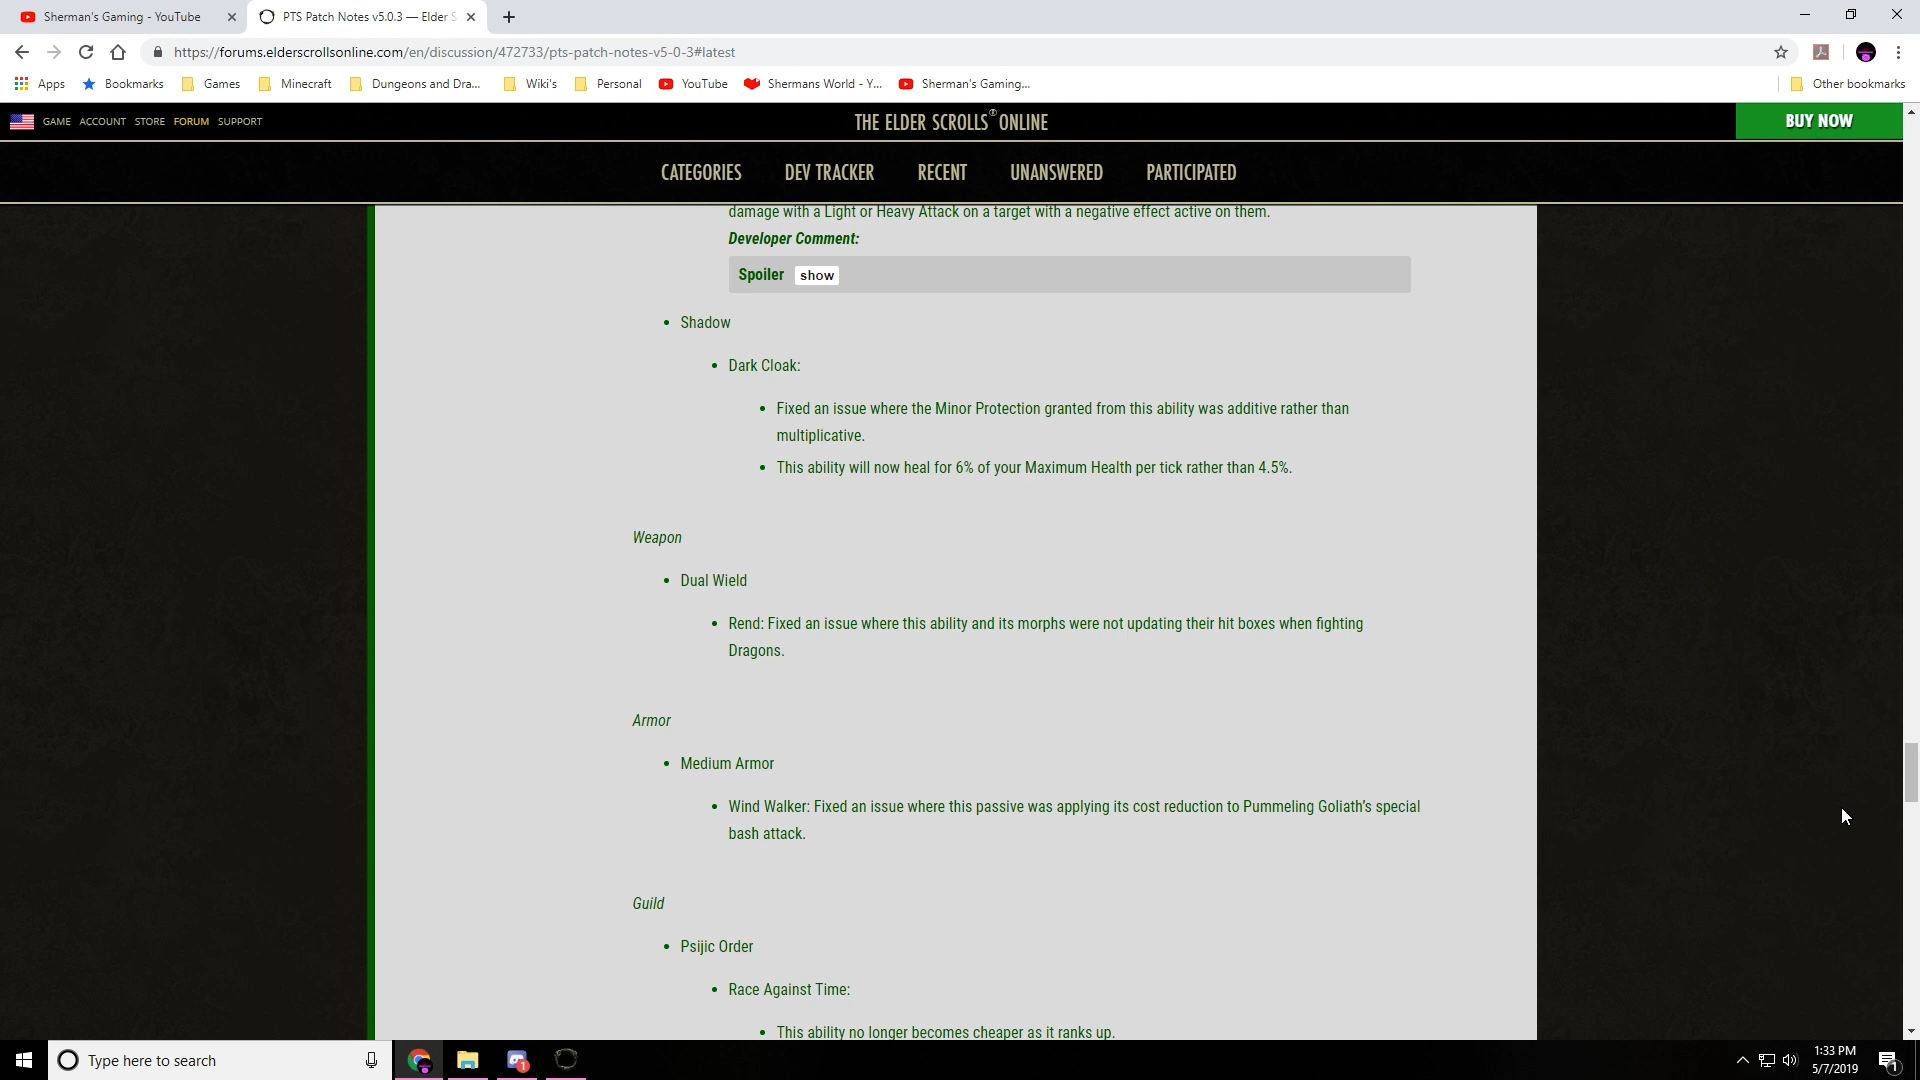 Sherman's Gaming - YouTube
PTS Patch Notes v5.0.3 — Elder S
https://forums.elderscrollsonline.com/en/discussion/472733/pts-patch-notes-v5-0-3#latest
Apps Bookmarks Games Minecraft Dungeons and Dra... Wiki's Personal YouTube Shermans World - Y... Sherman's Gaming... Other bookmarks
GAME ACCOUNT STORE FORUM SUPPORT
THE ELDER SCROLLS® ONLINE
BUY NOW
CATEGORIES DEV TRACKER RECENT UNANSWERED PARTICIPATED
damage with a Light or Heavy Attack on a target with a negative effect active on them.
Developer Comment:
Spoiler show
• Shadow
• Dark Cloak:
• Fixed an issue where the Minor Protection granted from this ability was additive rather than
multiplicative.
• This ability will now heal for 6% of your Maximum Health per tick rather than 4.5%.
Weapon
• Dual Wield
• Rend: Fixed an issue where this ability and its morphs were not updating their hit boxes when fighting
Dragons.
Armor
• Medium Armor
• Wind Walker: Fixed an issue where this passive was applying its cost reduction to Pummeling Goliath's special
bash attack.
Guild
• Psijic Order
• Race Against Time:
• This ability no longer becomes cheaper as it ranks up.
Type here to search
1
1:33 PM
5/7/2019
1